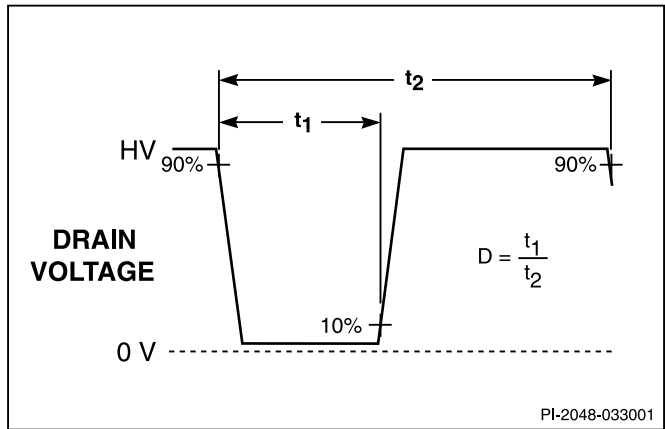 t2
t1
HV
90%
90%
DRAIN
VOLTAGE
D = t1/t2
10%
0 V
PI-2048-033001